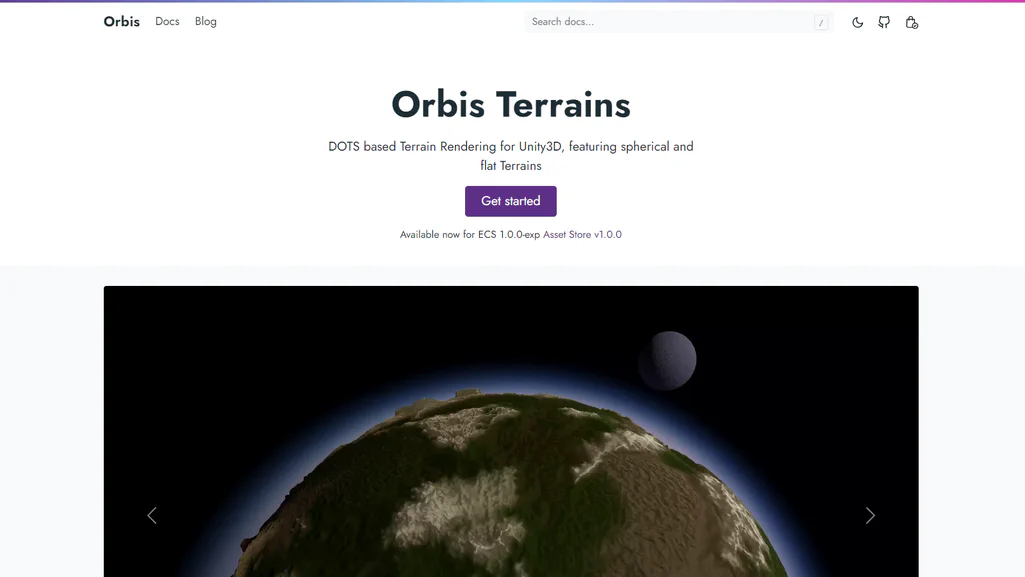 Orbis Docs Blog Search docs... /
Orbis Terrains
DOTS based Terrain Rendering for Unity3D, featuring spherical and
flat Terrains
Get started
Available now for ECS 1.0.0-exp Asset Store v1.0.0